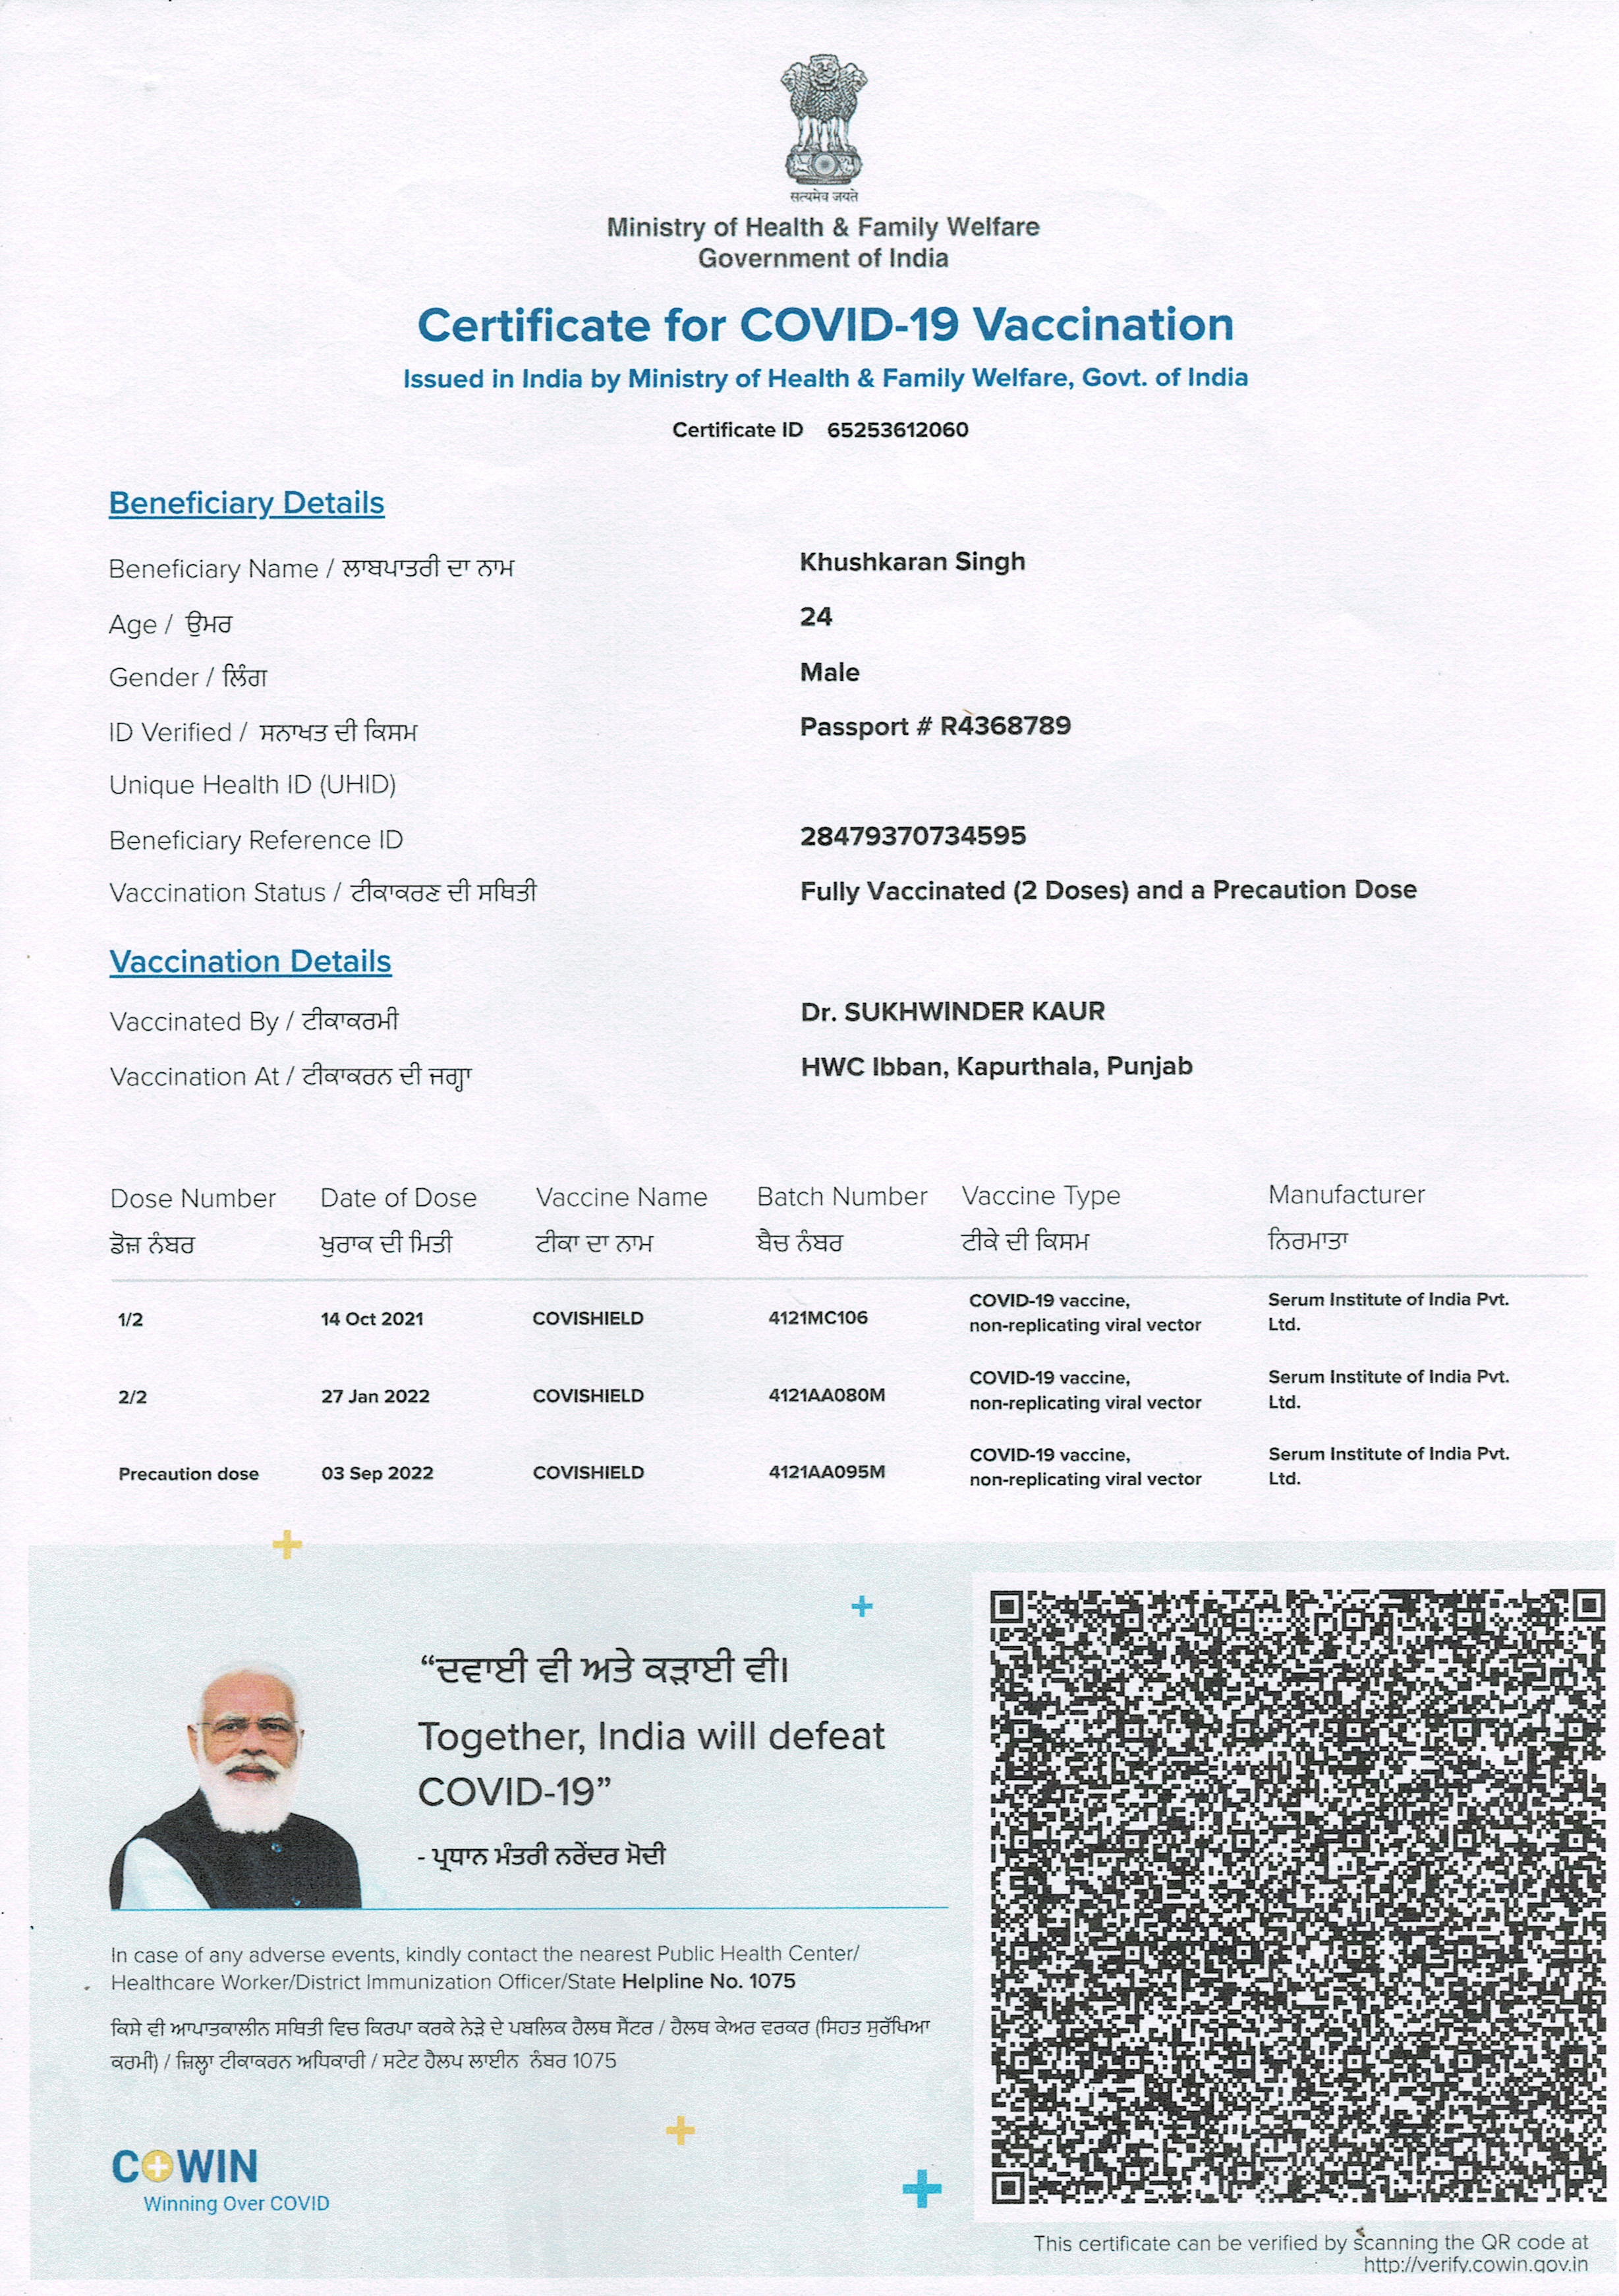 सत्यमेव जयते
Ministry of Health & Family Welfare
Government of India
Certificate for COVID-19 Vaccination
Issued in India by Ministry of Health & Family Welfare, Govt. of India
Certificate ID 65253612060
Beneficiary Details
Beneficiary Name / ਲਾਬਪਾਤਰੀ ਦਾ ਨਾਮ Khushkaran Singh
Age / ਉਮਰ 24
Gender / ਲਿੰਗ Male
ID Verified / ਸਨਾਖਤ ਦੀ ਕਿਸਮ Passport # R4368789
Unique Health ID (UHID)
Beneficiary Reference ID 28479370734595
Vaccination Status / ਟੀਕਾਕਰਣ ਦੀ ਸਥਿਤੀ Fully Vaccinated (2 Doses) and a Precaution Dose
Vaccination Details
Vaccinated By / ਟੀਕਾਕਰਮੀ Dr. SUKHWINDER KAUR
Vaccination At / ਟੀਕਾਕਰਨ ਦੀ ਜਗ੍ਹਾ HWC Ibban, Kapurthala, Punjab
Dose Number Date of Dose Vaccine Name Batch Number Vaccine Type Manufacturer
ਡੋਜ਼ ਨੰਬਰ ਖੁਰਾਕ ਦੀ ਮਿਤੀ ਟੀਕਾ ਦਾ ਨਾਮ ਬੈਚ ਨੰਬਰ ਟੀਕੇ ਦੀ ਕਿਸਮ ਨਿਰਮਾਤਾ
1/2 14 Oct 2021 COVISHIELD 4121MC106 COVID-19 vaccine, non-replicating viral vector Serum Institute of India Pvt. Ltd.
2/2 27 Jan 2022 COVISHIELD 4121AA080M COVID-19 vaccine, non-replicating viral vector Serum Institute of India Pvt. Ltd.
Precaution dose 03 Sep 2022 COVISHIELD 4121AA095M COVID-19 vaccine, non-replicating viral vector Serum Institute of India Pvt. Ltd.
“ਦਵਾਈ ਵੀ ਅਤੇ ਕੜਾਈ ਵੀ।
Together, India will defeat
COVID-19”
- ਪ੍ਰਧਾਨ ਮੰਤਰੀ ਨਰੇਂਦਰ ਮੋਦੀ
In case of any adverse events, kindly contact the nearest Public Health Center/
Healthcare Worker/District Immunization Officer/State Helpline No. 1075
ਕਿਸੇ ਵੀ ਆਪਾਤਕਾਲੀਨ ਸਥਿਤੀ ਵਿਚ ਕਿਰਪਾ ਕਰਕੇ ਨੇੜੇ ਦੇ ਪਬਲਿਕ ਹੈਲਥ ਸੈਂਟਰ / ਹੈਲਥ ਕੇਅਰ ਵਰਕਰ (ਸਿਹਤ ਸੁਰੱਖਿਆ
ਕਰਮੀ) / ਜ਼ਿਲ੍ਹਾ ਟੀਕਾਕਰਨ ਅਧਿਕਾਰੀ / ਸਟੇਟ ਹੈਲਪ ਲਾਈਨ ਨੰਬਰ 1075
COWIN
Winning Over COVID
This certificate can be verified by scanning the QR code at
http://verify.cowin.gov.in